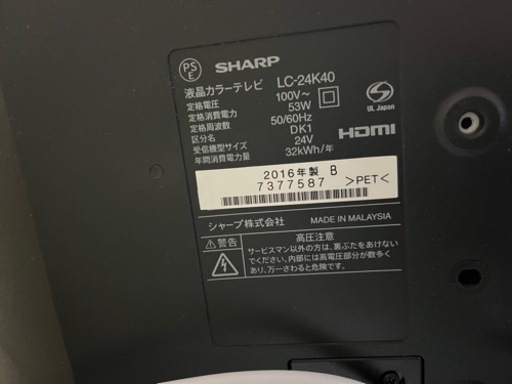 PS
E
SHARP
液晶カラーテレビ LC-24K40
定格電圧 100V~
定格消費電力 53W
定格周波数 50/60Hz
区分名 DK1
受信機型サイズ 24V
年間消費電力量 32kWh/年
UL Japan
HDMI
2016年製 B
7377587
>PET<
シャープ株式会社 MADE IN MALAYSIA
警告
高圧注意
サービスマン以外の方は、裏ぶたをあけない
でください。内部には高電圧部分が数多く
あり、万一さわると危険です。